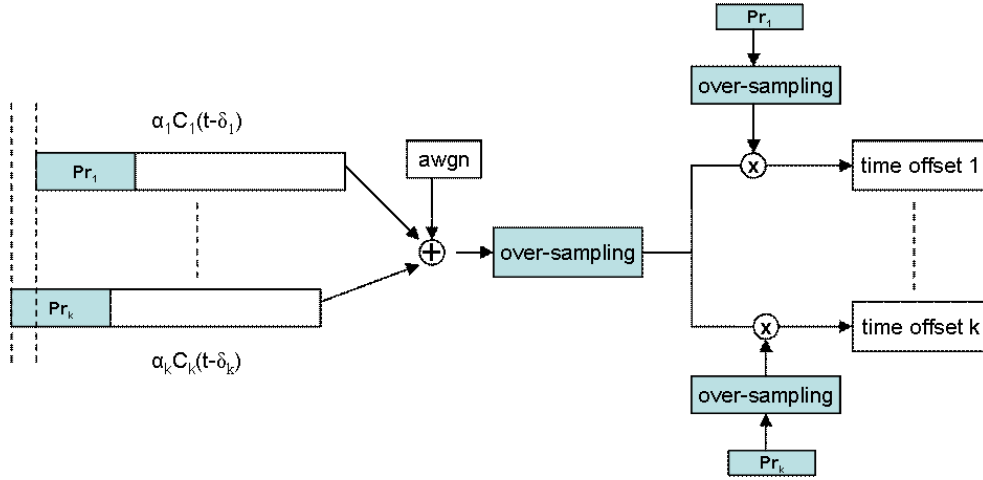 Pr₁
over-sampling
α₁C₁(t-δ₁)
Pr₁
awgn
x
time offset 1
+
over-sampling
Prₖ
x
time offset k
αₖCₖ(t-δₖ)
over-sampling
Prₖ